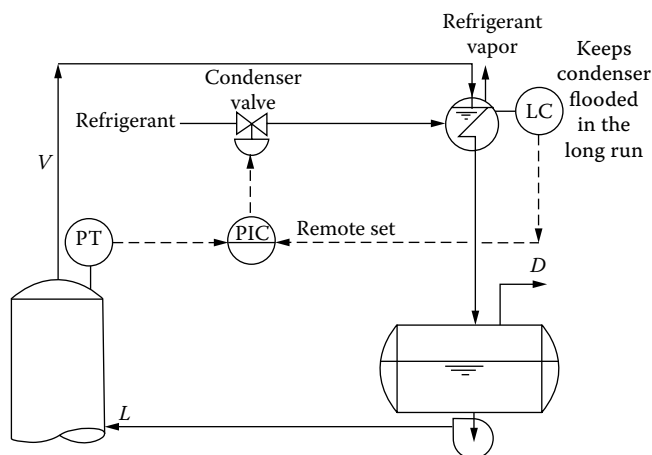 Refrigerant
vapor
Keeps
condenser
flooded
in the
long run
Condenser
valve
Refrigerant
LC
V
PT
PIC
Remote set
D
L